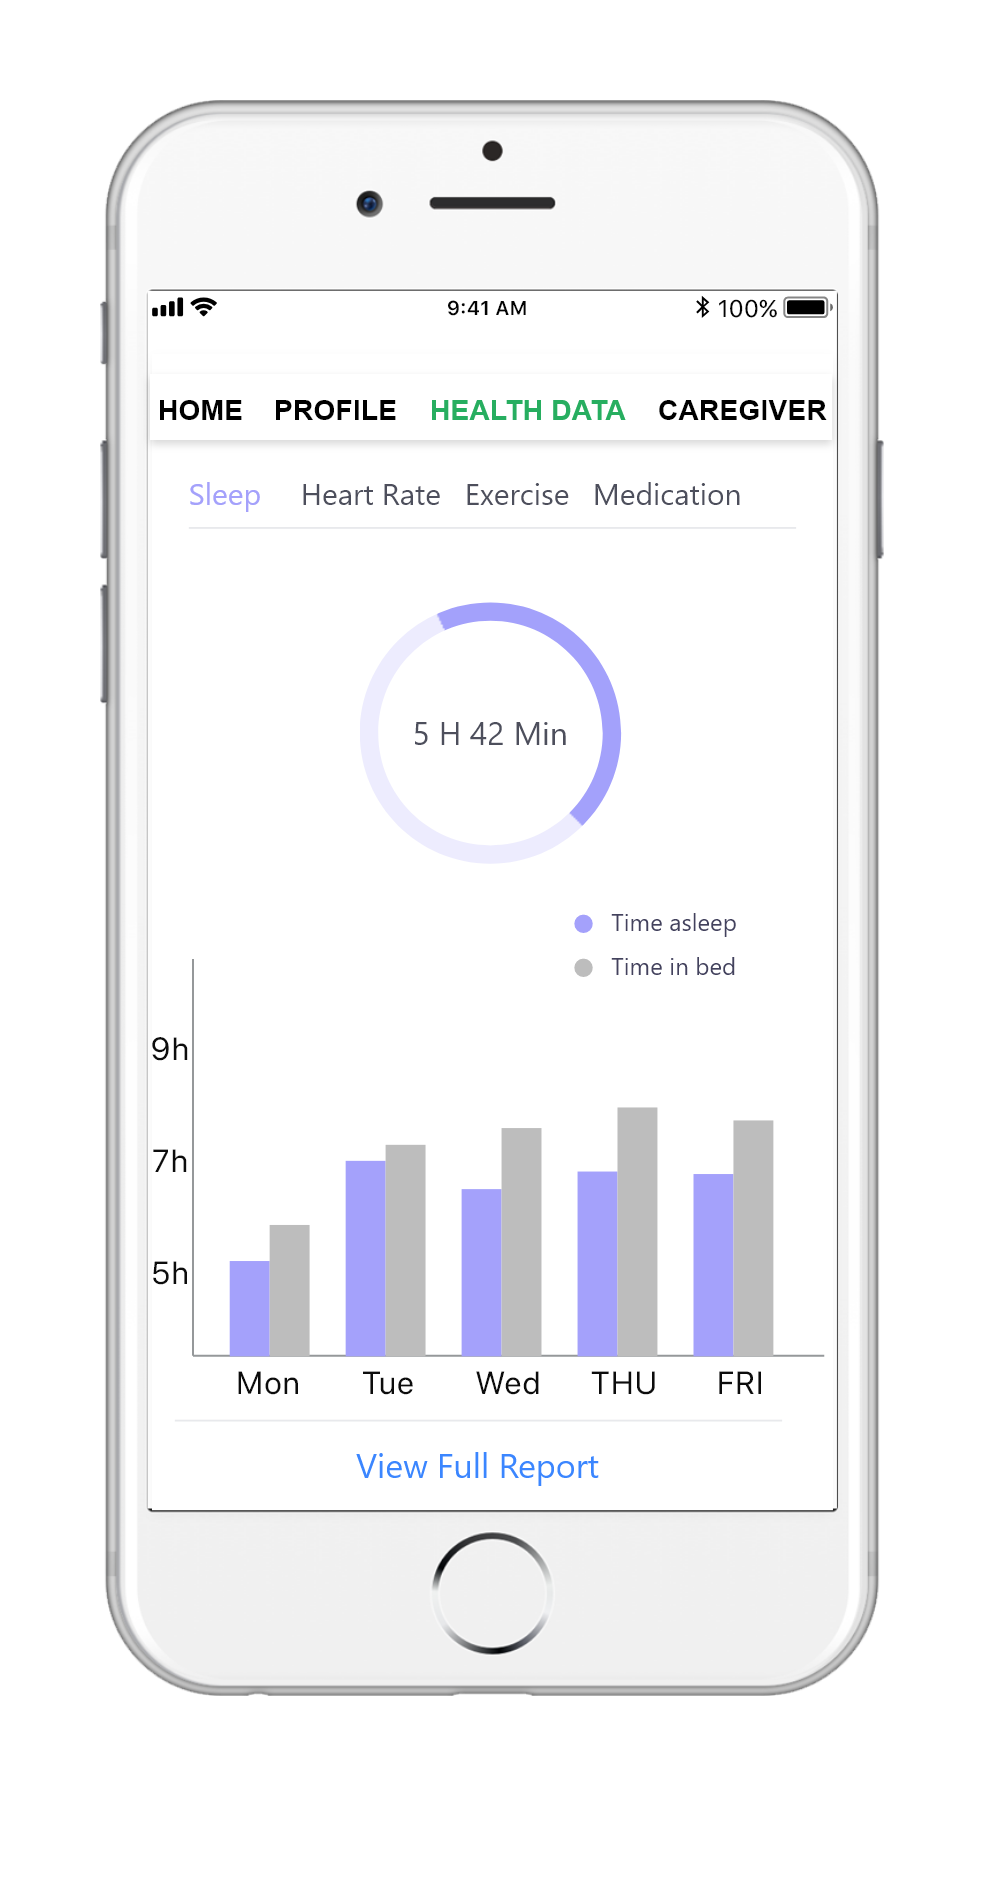 9:41 AM 100%
HOME PROFILE HEALTH DATA CAREGIVER
Sleep Heart Rate Exercise Medication
5 H 42 Min
Time asleep
Time in bed
9h
7h
5h
Mon Tue Wed THU FRI
View Full Report